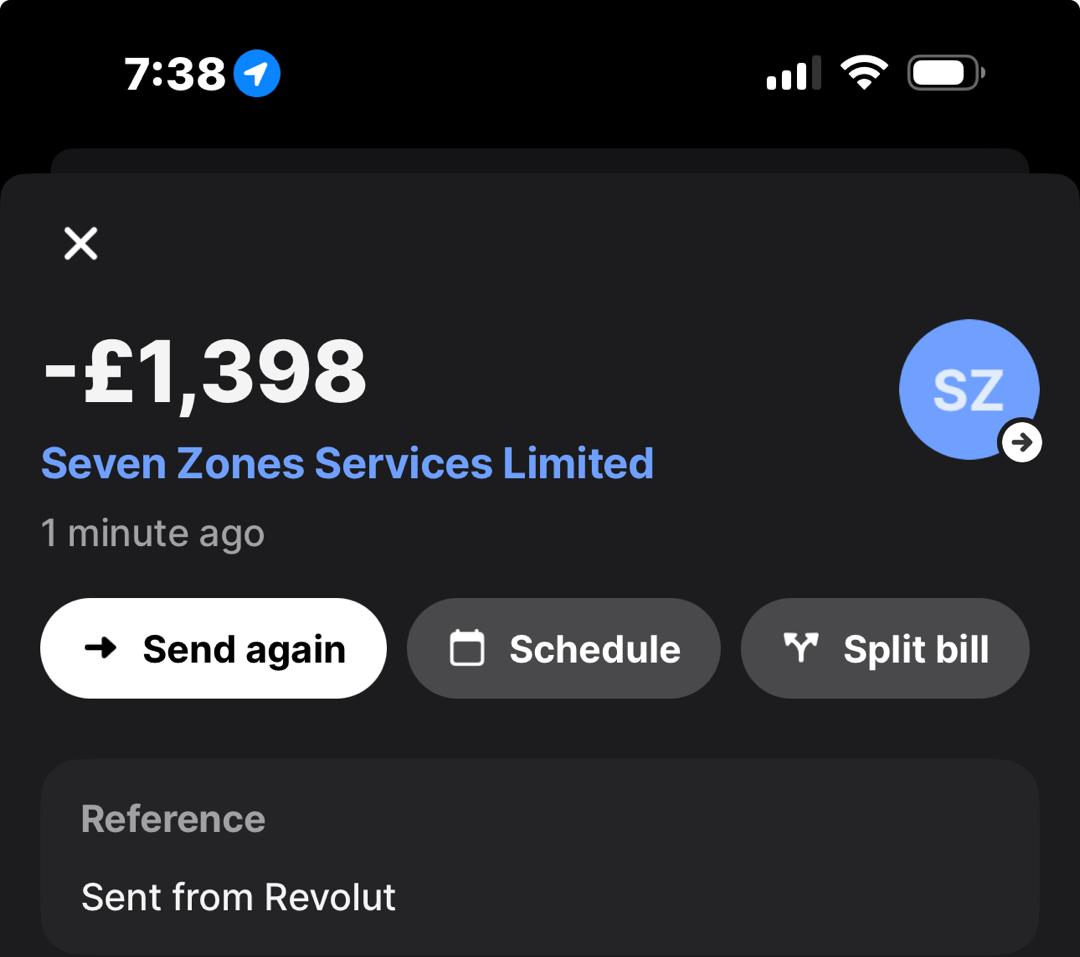 7:38
-£1,398
SZ
Seven Zones Services Limited
1 minute ago
Send again
Schedule
Split bill
Reference
Sent from Revolut